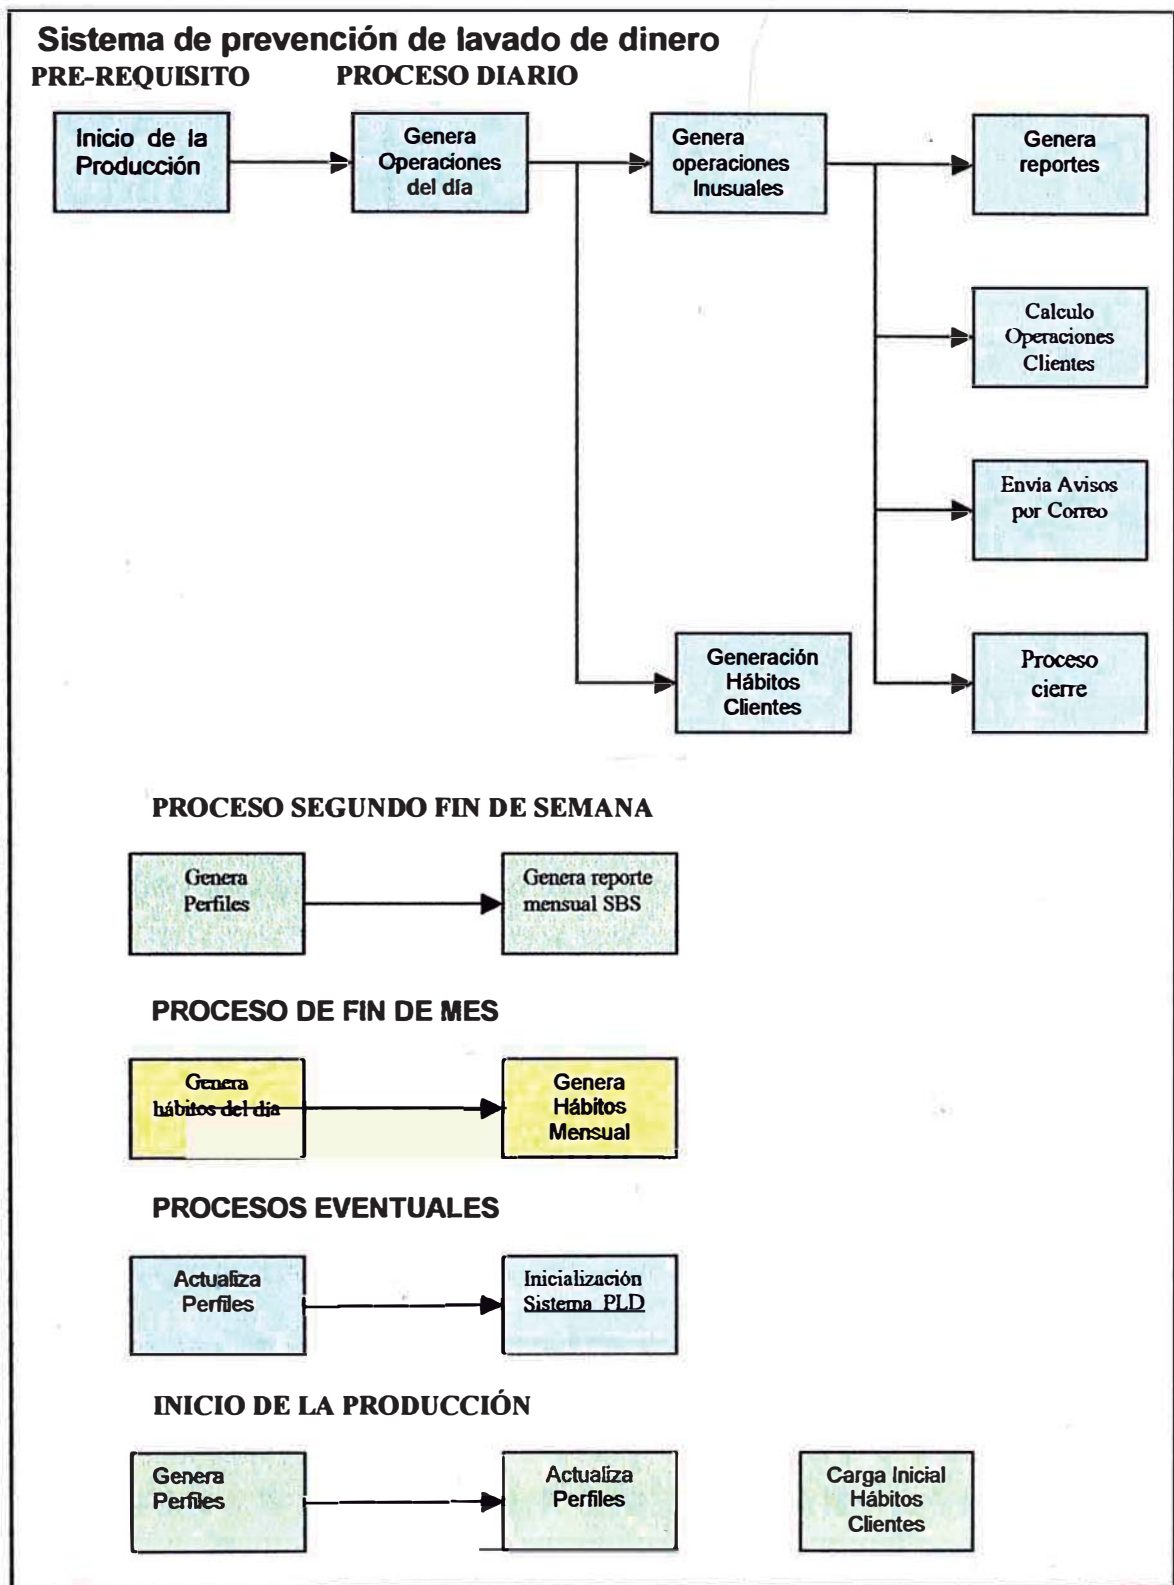 Sistema de prevención de lavado de dinero
PRE-REQUISITO PROCESO DIARIO
Inicio de la
Producción
Genera
Operaciones
del día
Genera
operaciones
Inusuales
Genera
reportes
Calculo
Operaciones
Clientes
Envía Avisos
por Correo
Generación
Hábitos
Clientes
Proceso
cierre
PROCESO SEGUNDO FIN DE SEMANA
Genera
Perfiles
Genera reporte
mensual SBS
PROCESO DE FIN DE MES
Genera
hábitos del día
Genera
Hábitos
Mensual
PROCESOS EVENTUALES
Actualiza
Perfiles
Inicialización
Sistema PLD
INICIO DE LA PRODUCCIÓN
Genera
Perfiles
Actualiza
Perfiles
Carga Inicial
Hábitos
Clientes